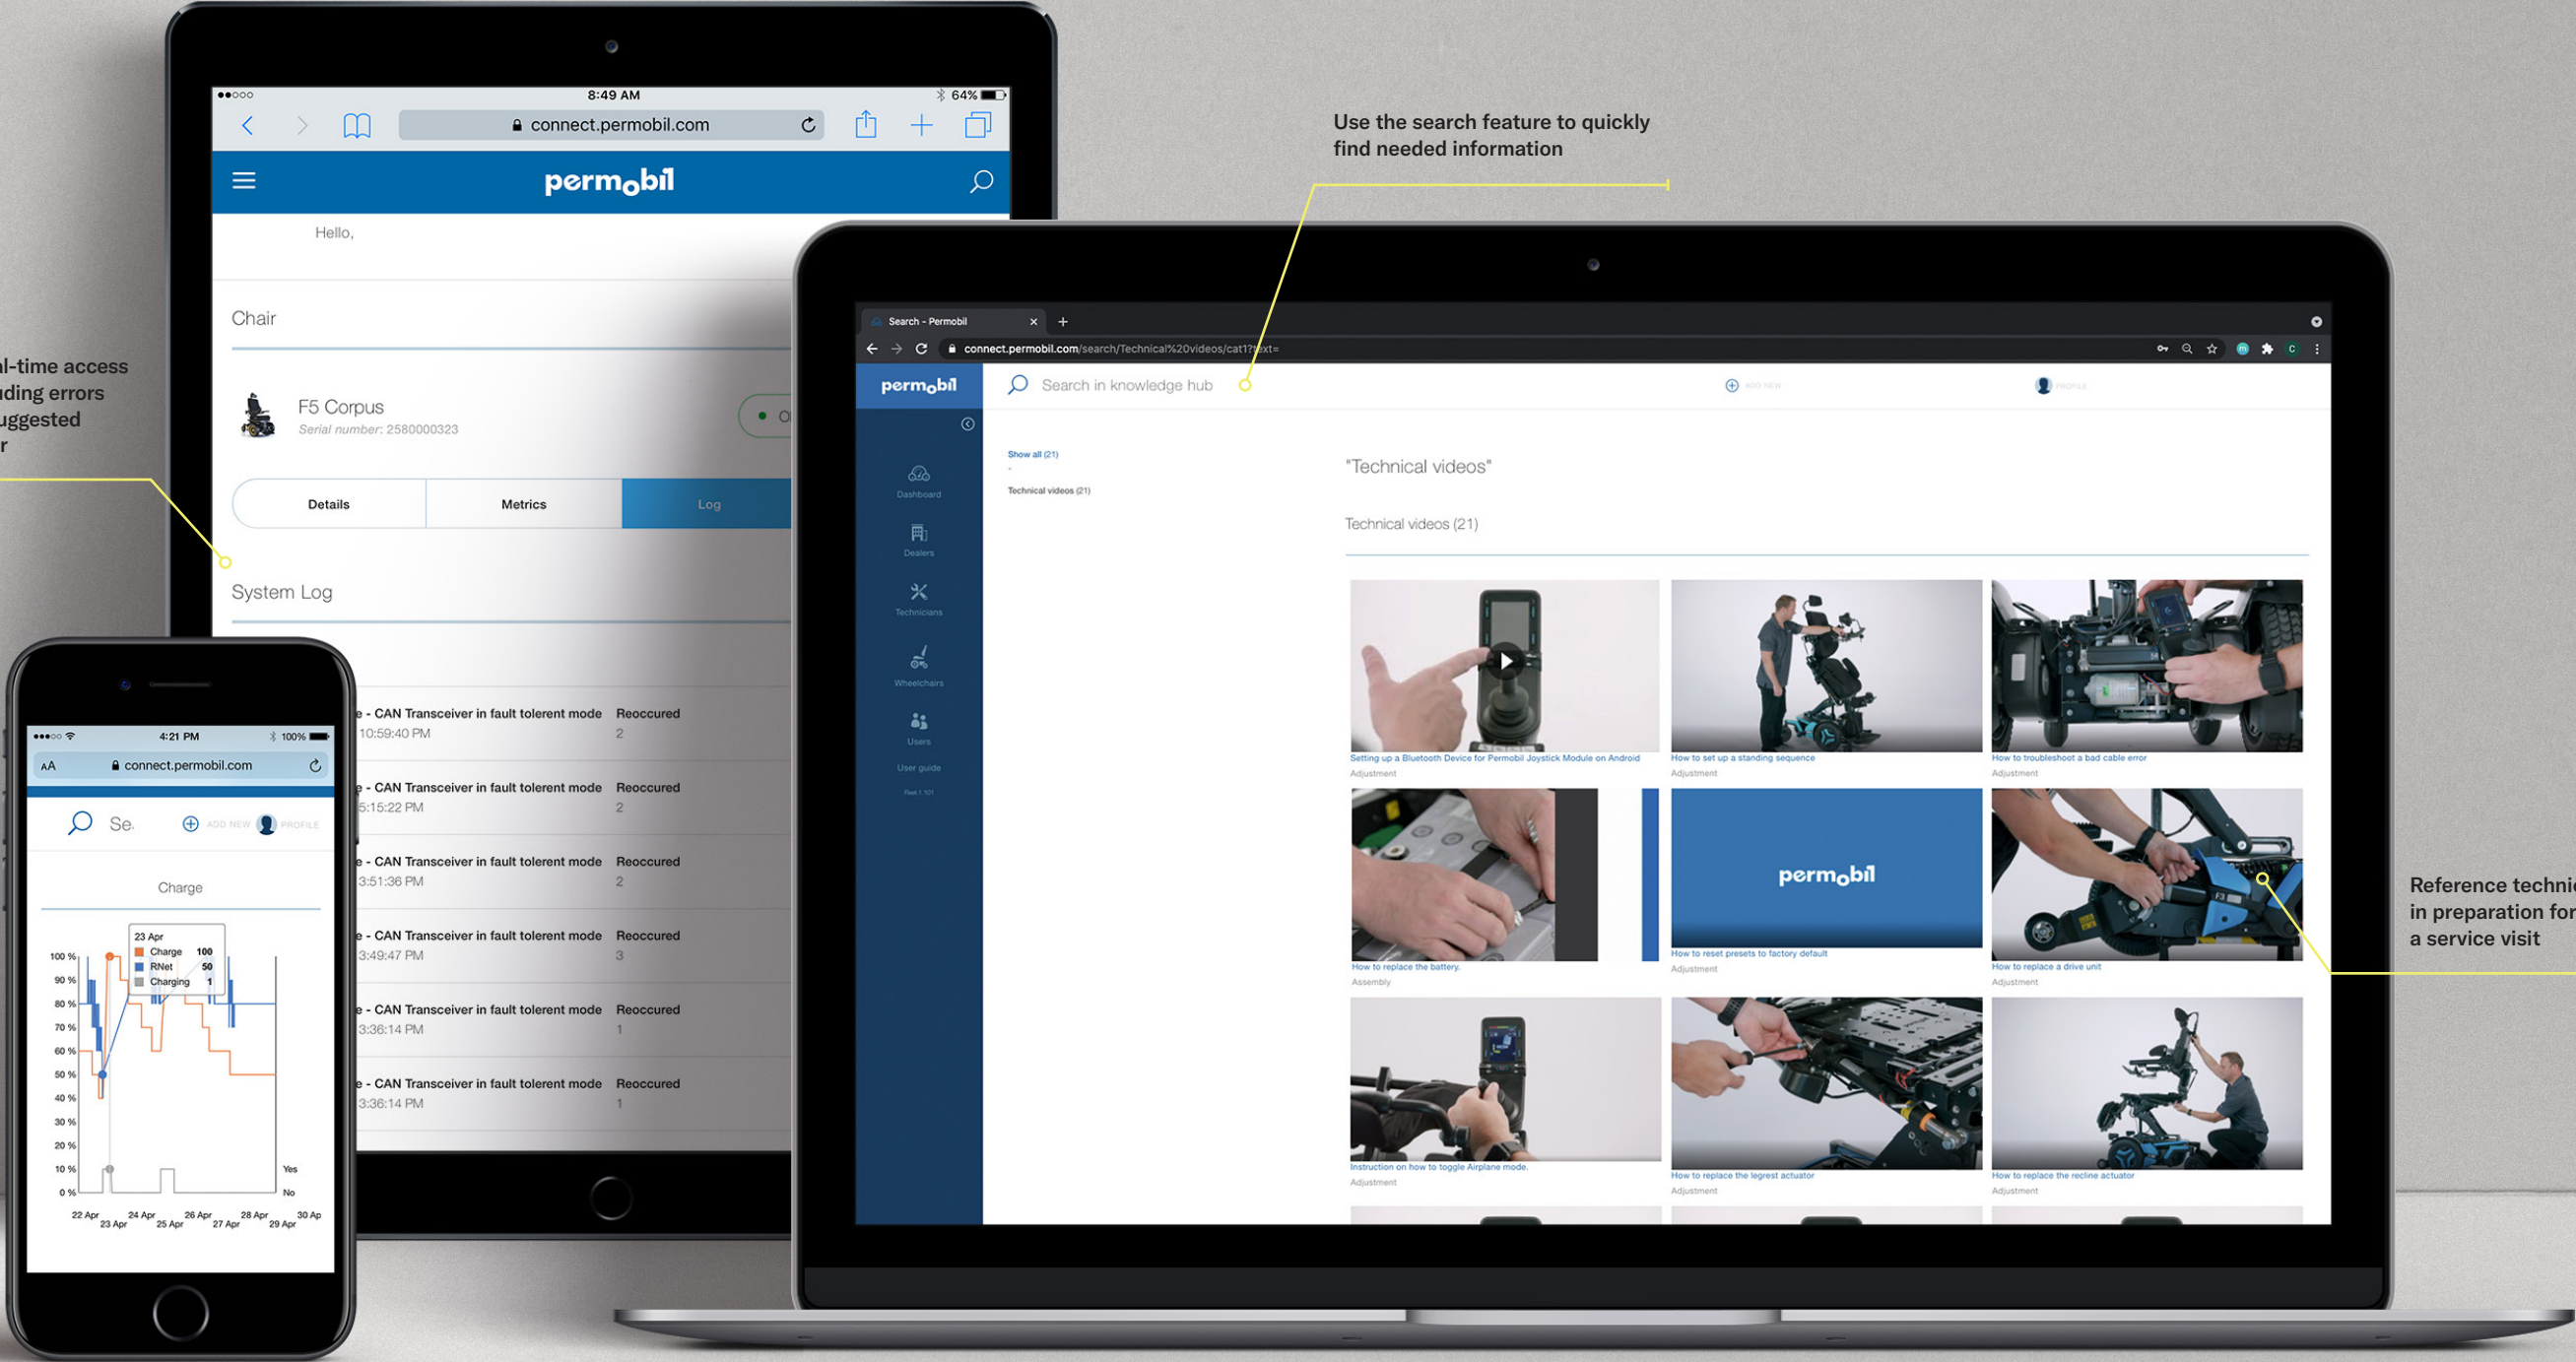 8:49 AM
64%
connect.permobil.com
permobil
Hello,
Chair
F5 Corpus
Serial number: 2580000323
Details
Metrics
Log
System Log
e - CAN Transceiver in fault tolerent mode Reoccured
10:59:40 PM 2
e - CAN Transceiver in fault tolerent mode Reoccured
5:15:22 PM 2
e - CAN Transceiver in fault tolerent mode Reoccured
3:51:36 PM 2
e - CAN Transceiver in fault tolerent mode Reoccured
3:49:47 PM 3
e - CAN Transceiver in fault tolerent mode Reoccured
3:36:14 PM 1
e - CAN Transceiver in fault tolerent mode Reoccured
3:36:14 PM 1
al-time access
uding errors
uggested
r
4:21 PM
100%
AA
connect.permobil.com
Se
ADD NEW
PROFILE
Charge
23 Apr
Charge 100
RNet 50
Charging 1
100 %
90 %
80 %
70 %
60 %
50 %
40 %
30 %
20 %
10 %
0 %
Yes
No
22 Apr
23 Apr
24 Apr
25 Apr
26 Apr
27 Apr
28 Apr
29 Apr
30 Ap
Use the search feature to quickly
find needed information
Search - Permobil
connect.permobil.com/search/Technical%20videos/cat1?text=
C
permobil
Search in knowledge hub
ADD NEW
PROFILE
Dashboard
Dealers
Technicians
Wheelchairs
Users
User guide
Show all (21)
Technical videos (21)
"Technical videos"
Technical videos (21)
Setting up a Bluetooth Device for Permobil Joystick Module on Android
Adjustment
How to set up a standing sequence
Adjustment
How to troubleshoot a bad cable error
Adjustment
How to replace the battery.
Assembly
permobil
How to reset presets to factory default
Adjustment
F3
How to replace a drive unit
Adjustment
Instruction on how to toggle Airplane mode.
Adjustment
How to replace the legrest actuator
Adjustment
How to replace the recline actuator
Adjustment
Reference techni
in preparation for
a service visit